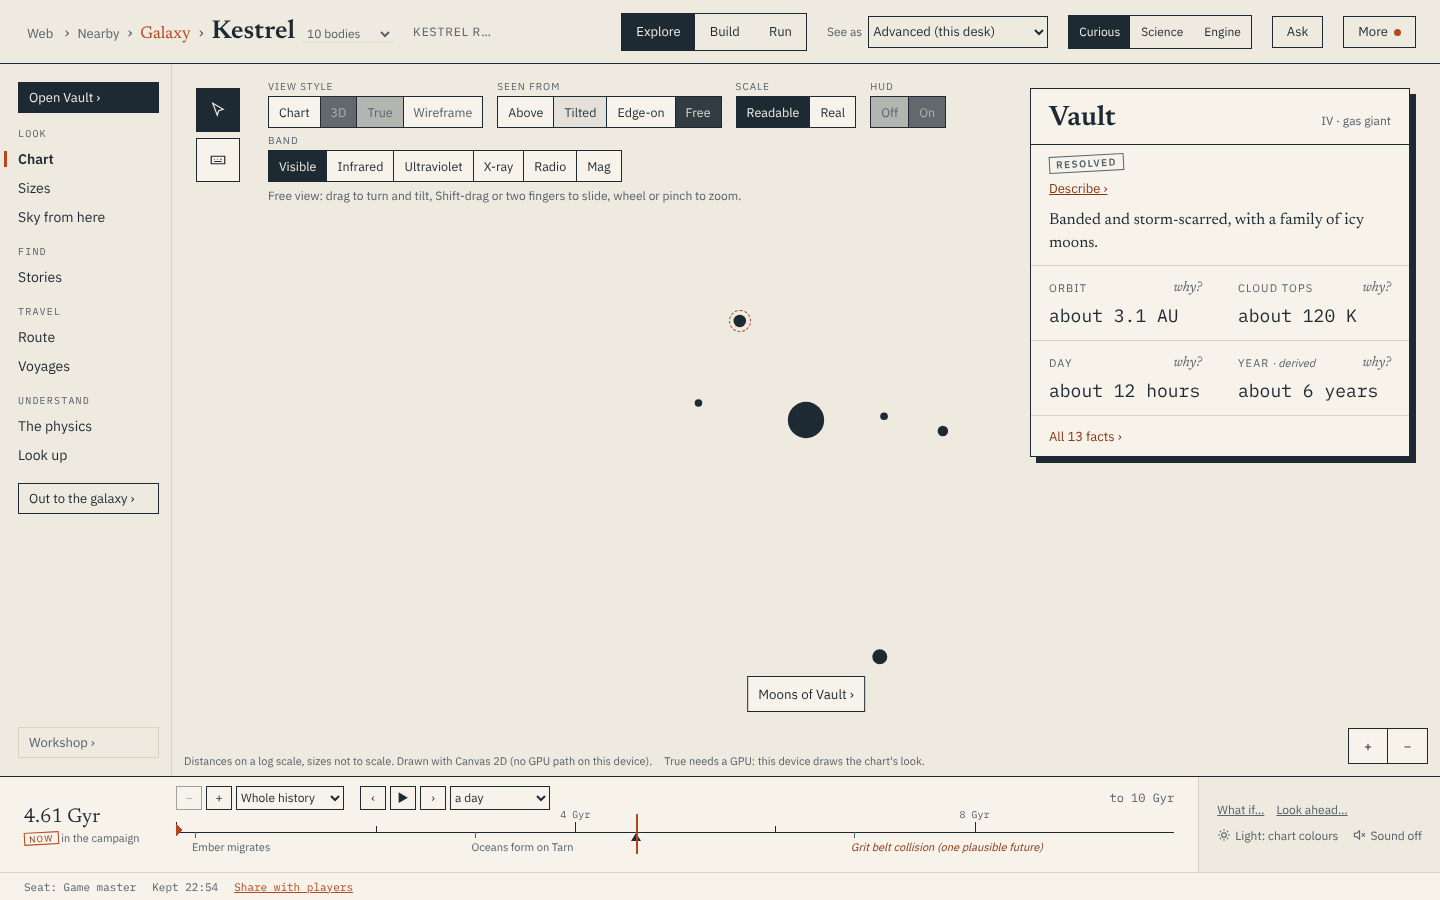 Web › Nearby › Galaxy › Kestrel 10 bodies KESTREL R… Explore Build Run See as Advanced (this desk) Curious Science Engine Ask More
Open Vault ›
LOOK
Chart
Sizes
Sky from here
FIND
Stories
TRAVEL
Route
Voyages
UNDERSTAND
The physics
Look up
Out to the galaxy ›
Workshop ›
VIEW STYLE
Chart 3D True Wireframe
SEEN FROM
Above Tilted Edge-on Free
SCALE
Readable Real
HUD
Off On
BAND
Visible Infrared Ultraviolet X-ray Radio Mag
Free view: drag to turn and tilt, Shift-drag or two fingers to slide, wheel or pinch to zoom.
Moons of Vault ›
Vault IV · gas giant
RESOLVED
Describe ›
Banded and storm-scarred, with a family of icy
moons.
ORBIT why? CLOUD TOPS why?
about 3.1 AU about 120 K
DAY why? YEAR · derived why?
about 12 hours about 6 years
All 13 facts ›
+ −
Distances on a log scale, sizes not to scale. Drawn with Canvas 2D (no GPU path on this device). True needs a GPU: this device draws the chart's look.
4.61 Gyr
NOW in the campaign
− + Whole history ‹ ▶ › a day to 10 Gyr
4 Gyr 8 Gyr
Ember migrates Oceans form on Tarn Grit belt collision (one plausible future)
What if… Look ahead…
Light: chart colours Sound off
Seat: Game master Kept 22:54 Share with players